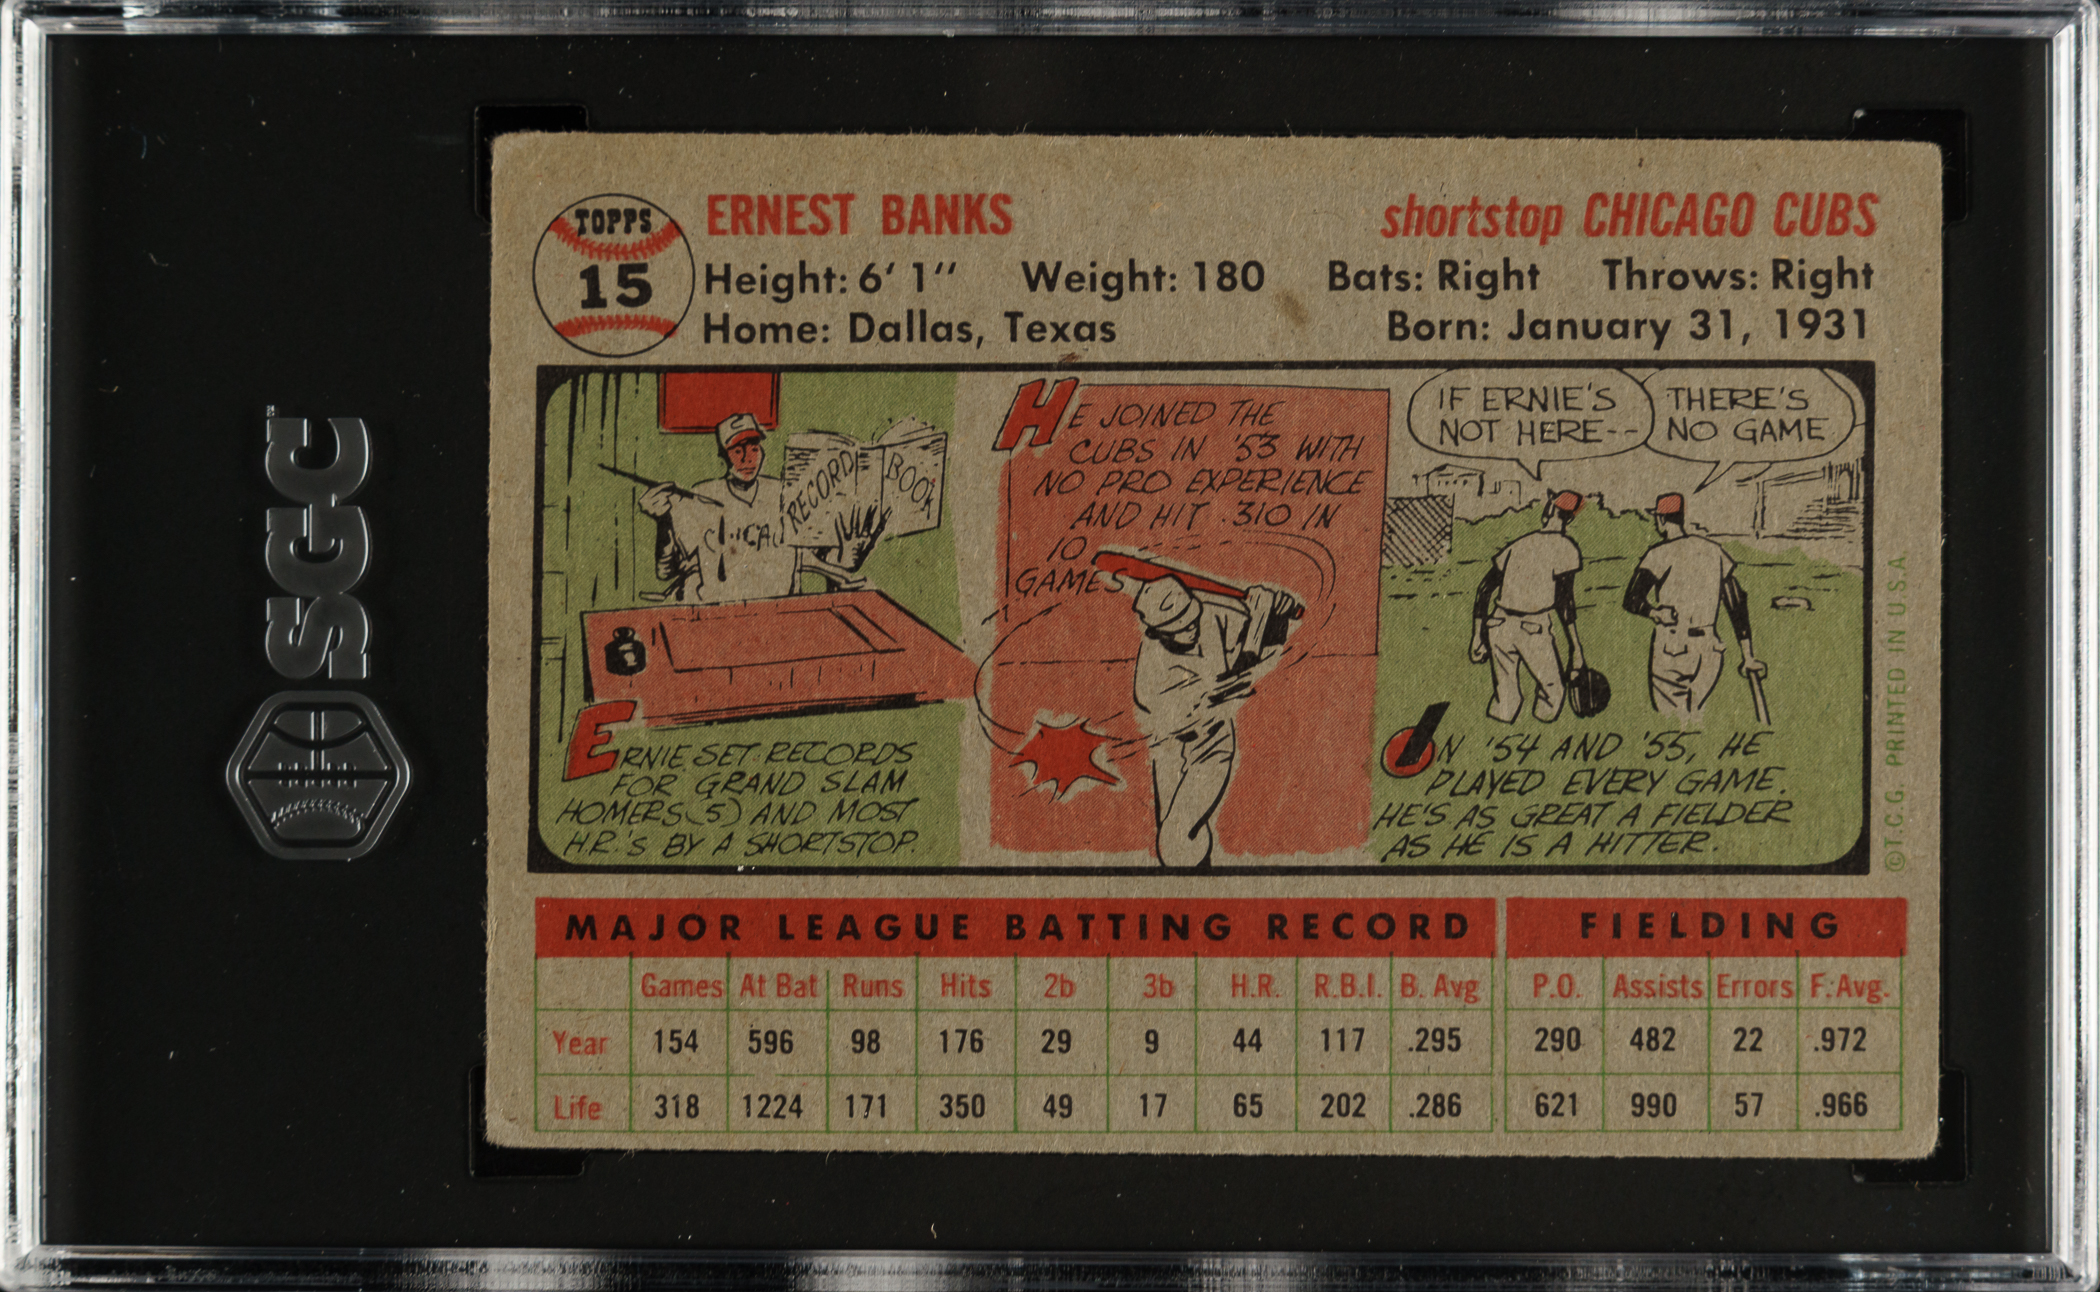 SGC
TOPPS
15
ERNEST BANKS
shortstop CHICAGO CUBS
Height: 6' 1" Weight: 180 Bats: Right Throws: Right
Home: Dallas, Texas Born: January 31, 1931
CHICA
RECORD BOOK
1
ERNIE SET RECORDS
FOR GRAND SLAM
HOMERS (5) AND MOST
H.R.'S BY A SHORTSTOP.
HE JOINED THE
CUBS IN '53 WITH
NO PRO EXPERIENCE
AND HIT .310 IN
10
GAMES
IF ERNIE'S
NOT HERE--
THERE'S
NO GAME
IN '54 AND '55, HE
PLAYED EVERY GAME.
HE'S AS GREAT A FIELDER
AS HE IS A HITTER.
©T.C.G. PRINTED IN U.S.A.
MAJOR LEAGUE BATTING RECORD FIELDING
Games At Bat Runs Hits 2b 3b H.R. R.B.I. B. Avg P.O. Assists Errors F. Avg.
Year 154 596 98 176 29 9 44 117 .295 290 482 22 .972
Life 318 1224 171 350 49 17 65 202 .286 621 990 57 .966